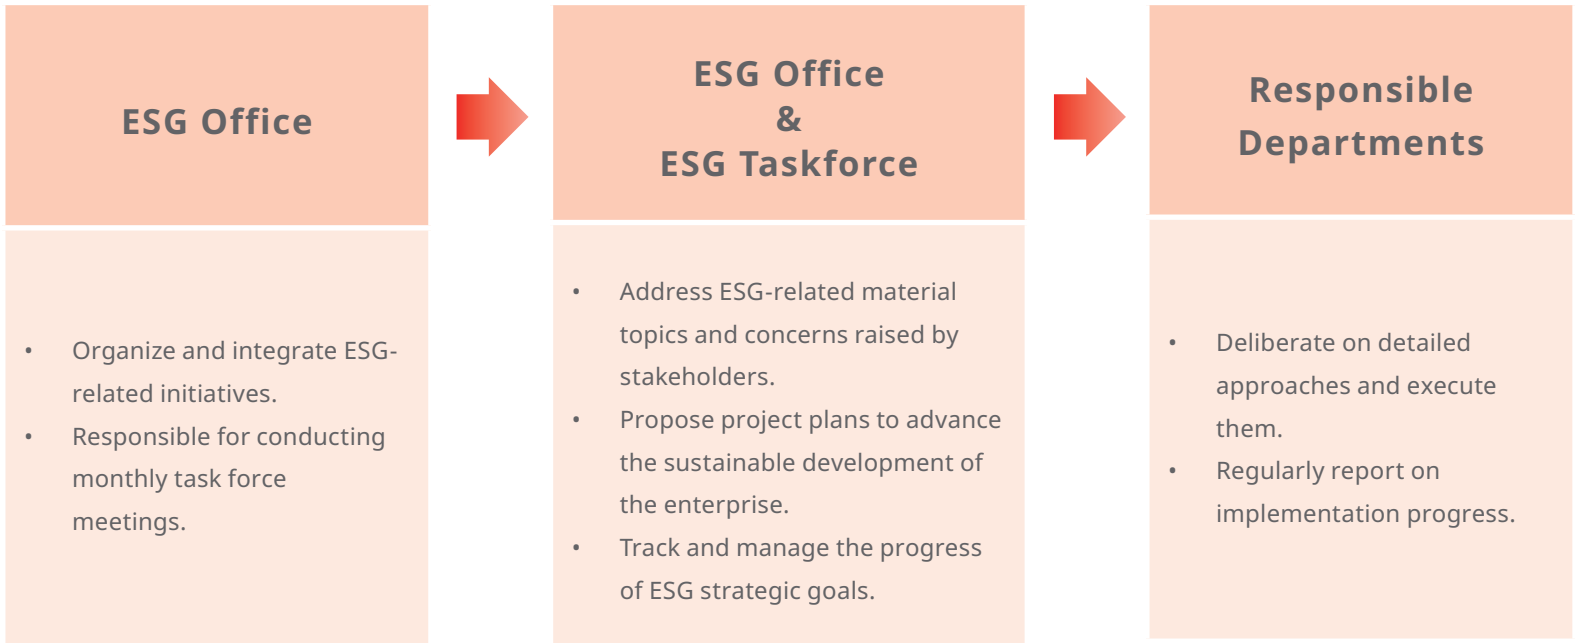 ESG Office
• Organize and integrate ESG-
related initiatives.
• Responsible for conducting
monthly task force
meetings.
ESG Office
&
ESG Taskforce
• Address ESG-related material
topics and concerns raised by
stakeholders.
• Propose project plans to advance
the sustainable development of
the enterprise.
• Track and manage the progress
of ESG strategic goals.
Responsible
Departments
• Deliberate on detailed
approaches and execute
them.
• Regularly report on
implementation progress.